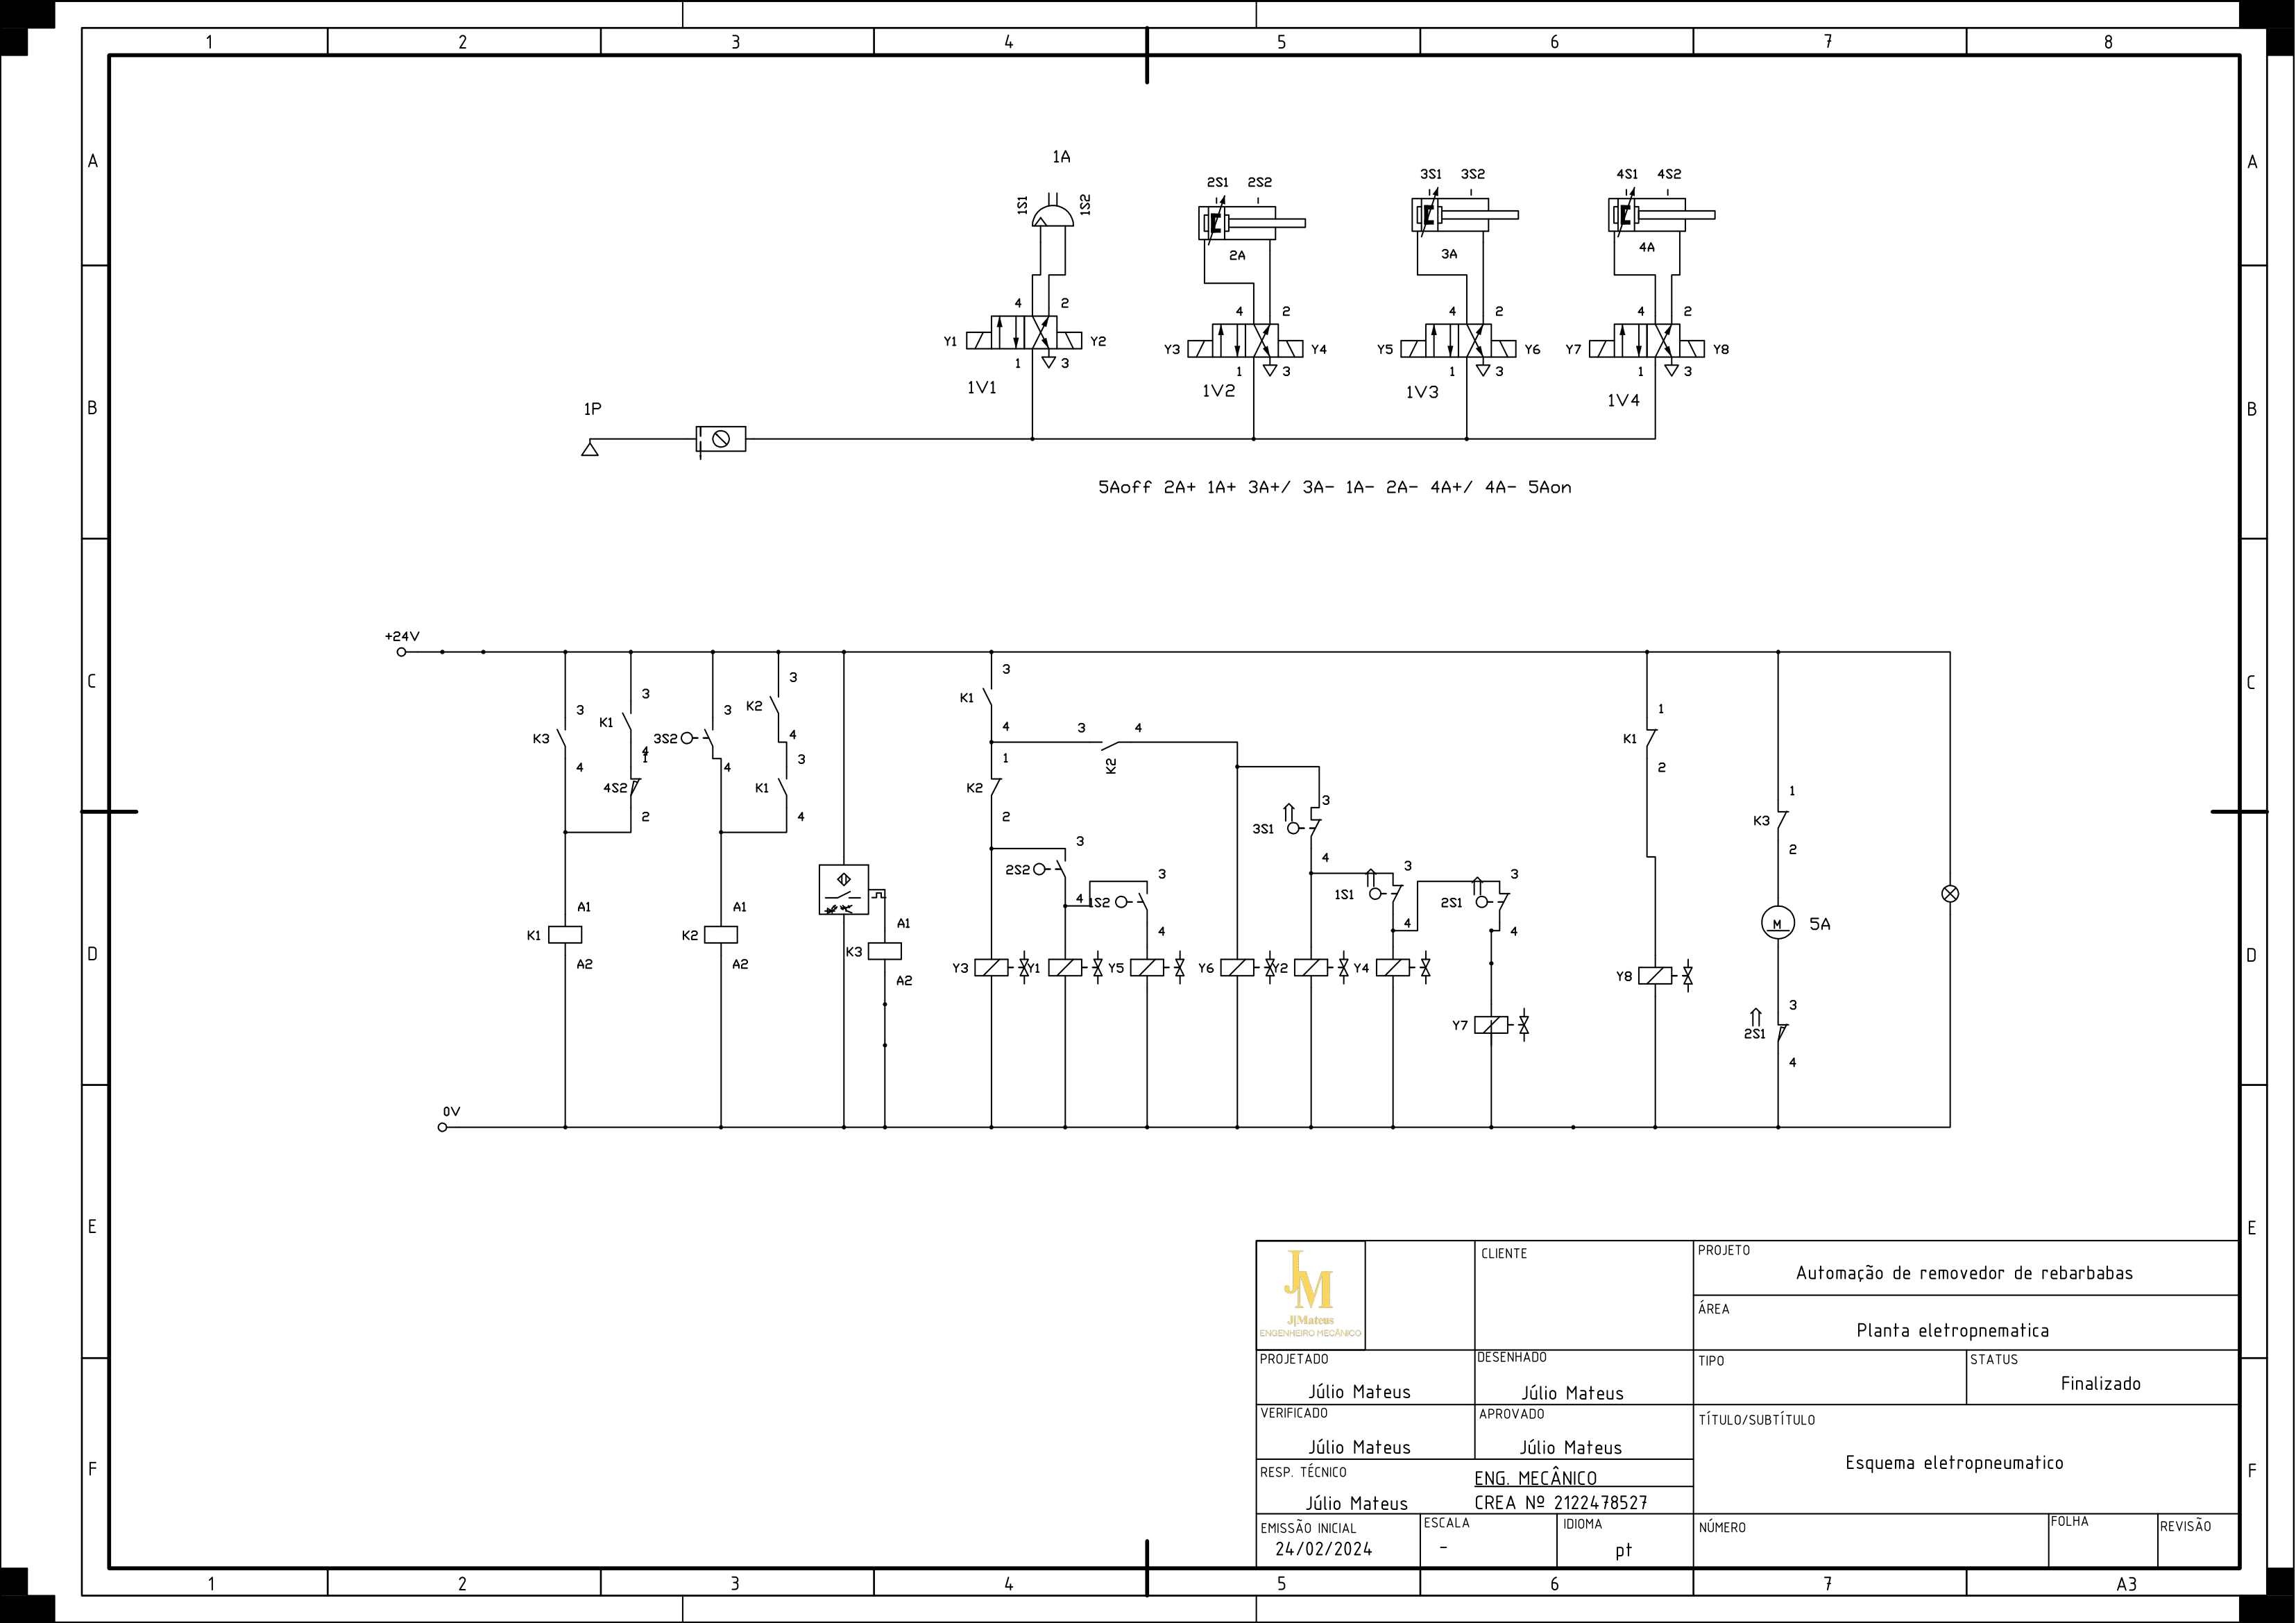 1 2 3 4 5 6 7 8
A A
1A
3S1 3S2 4S1 4S2
2S1 2S2
1S1 1S2
2A 3A 4A
4 2
4 2 4 2 4 2
Y1 Y2
Y3 Y4 Y5 Y6 Y7 Y8
1 3
1 3 1 3 1 3
1V1 1V2 1V3 1V4
B B
1P
5Aoff 2A+ 1A+ 3A+/ 3A- 1A- 2A- 4A+/ 4A- 5Aon
+24V
C C
3 3 3
3 K1 K2 K1 1
3 3 4 3 4
K3 3S2 4 K1
4 1 4 3 1 2
4S2 K1 K2 K2 1
2 4 2 3 K3
3S1
3 4 3 2
2S2 3 3
4 1S2 1S1 2S1
A1 A1 A1 4 4 4
K1 K2 K3 5A
M
A2 A2 A2
D D
Y3 Y1 Y5 Y6 Y2 Y4 Y8
Y7 3
2S1
4
0V
E E
CLIENTE
PROJETO
Automação de removedor de rebarbabas
JM
J|Mateus
ENGENHEIRO MECÂNICO
ÁREA
Planta eletropnematica
PROJETADO
Júlio Mateus
DESENHADO
Júlio Mateus
TIPO
STATUS
Finalizado
VERIFICADO
Júlio Mateus
APROVADO
Júlio Mateus
TÍTULO/SUBTÍTULO
Esquema eletropneumatico
F F
RESP. TÉCNICO
Júlio Mateus
ENG. MECÂNICO
CREA Nº 2122478527
EMISSÃO INICIAL
24/02/2024
ESCALA
-
IDIOMA
pt
NÚMERO
FOLHA
REVISÃO
1 2 3 4 5 6 7 A3